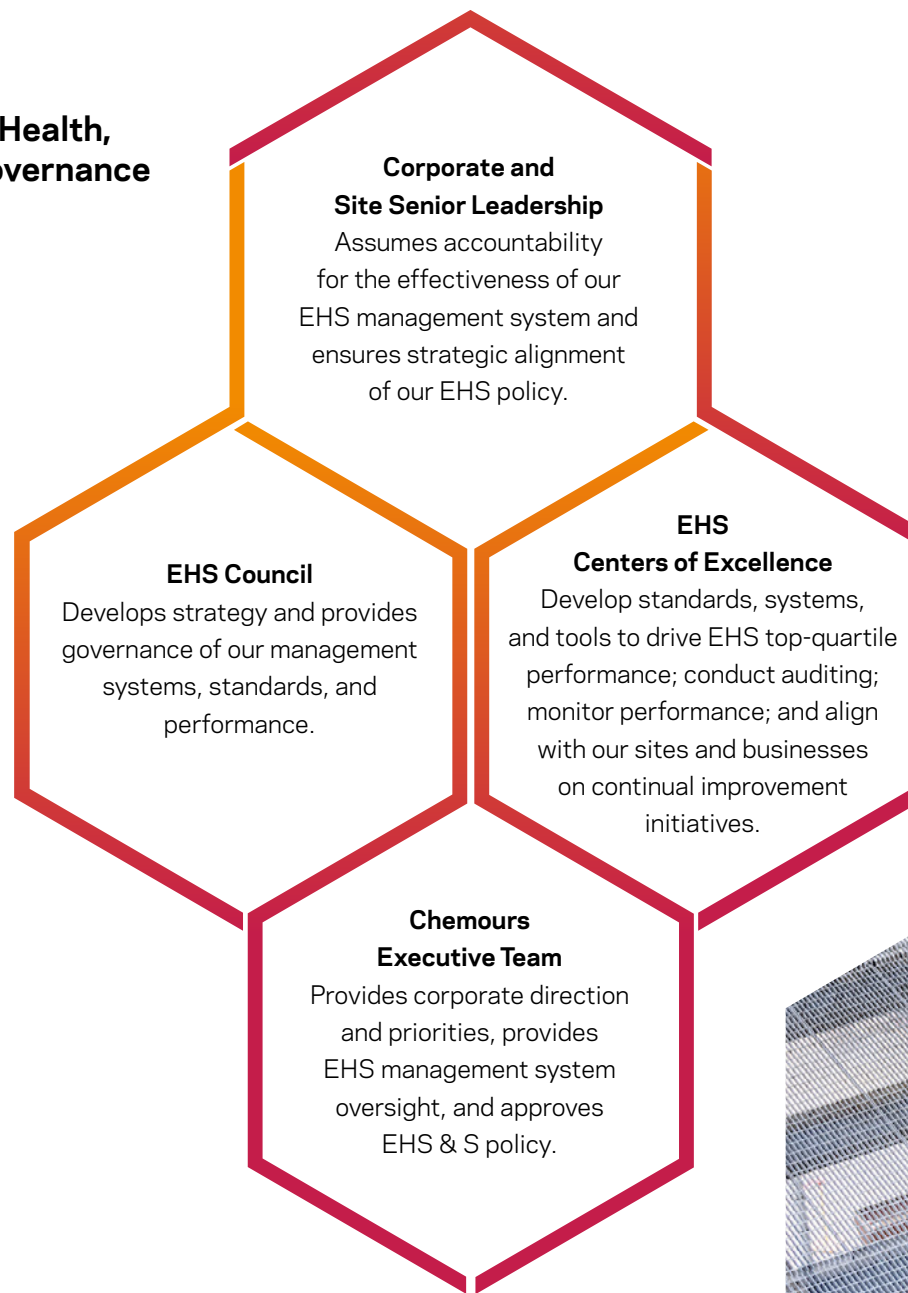 Health,
overnance
Corporate and
Site Senior Leadership
Assumes accountability
for the effectiveness of our
EHS management system and
ensures strategic alignment
of our EHS policy.
EHS Council
Develops strategy and provides
governance of our management
systems, standards, and
performance.
EHS
Centers of Excellence
Develop standards, systems,
and tools to drive EHS top-quartile
performance; conduct auditing;
monitor performance; and align
with our sites and businesses
on continual improvement
initiatives.
Chemours
Executive Team
Provides corporate direction
and priorities, provides
EHS management system
oversight, and approves
EHS & S policy.